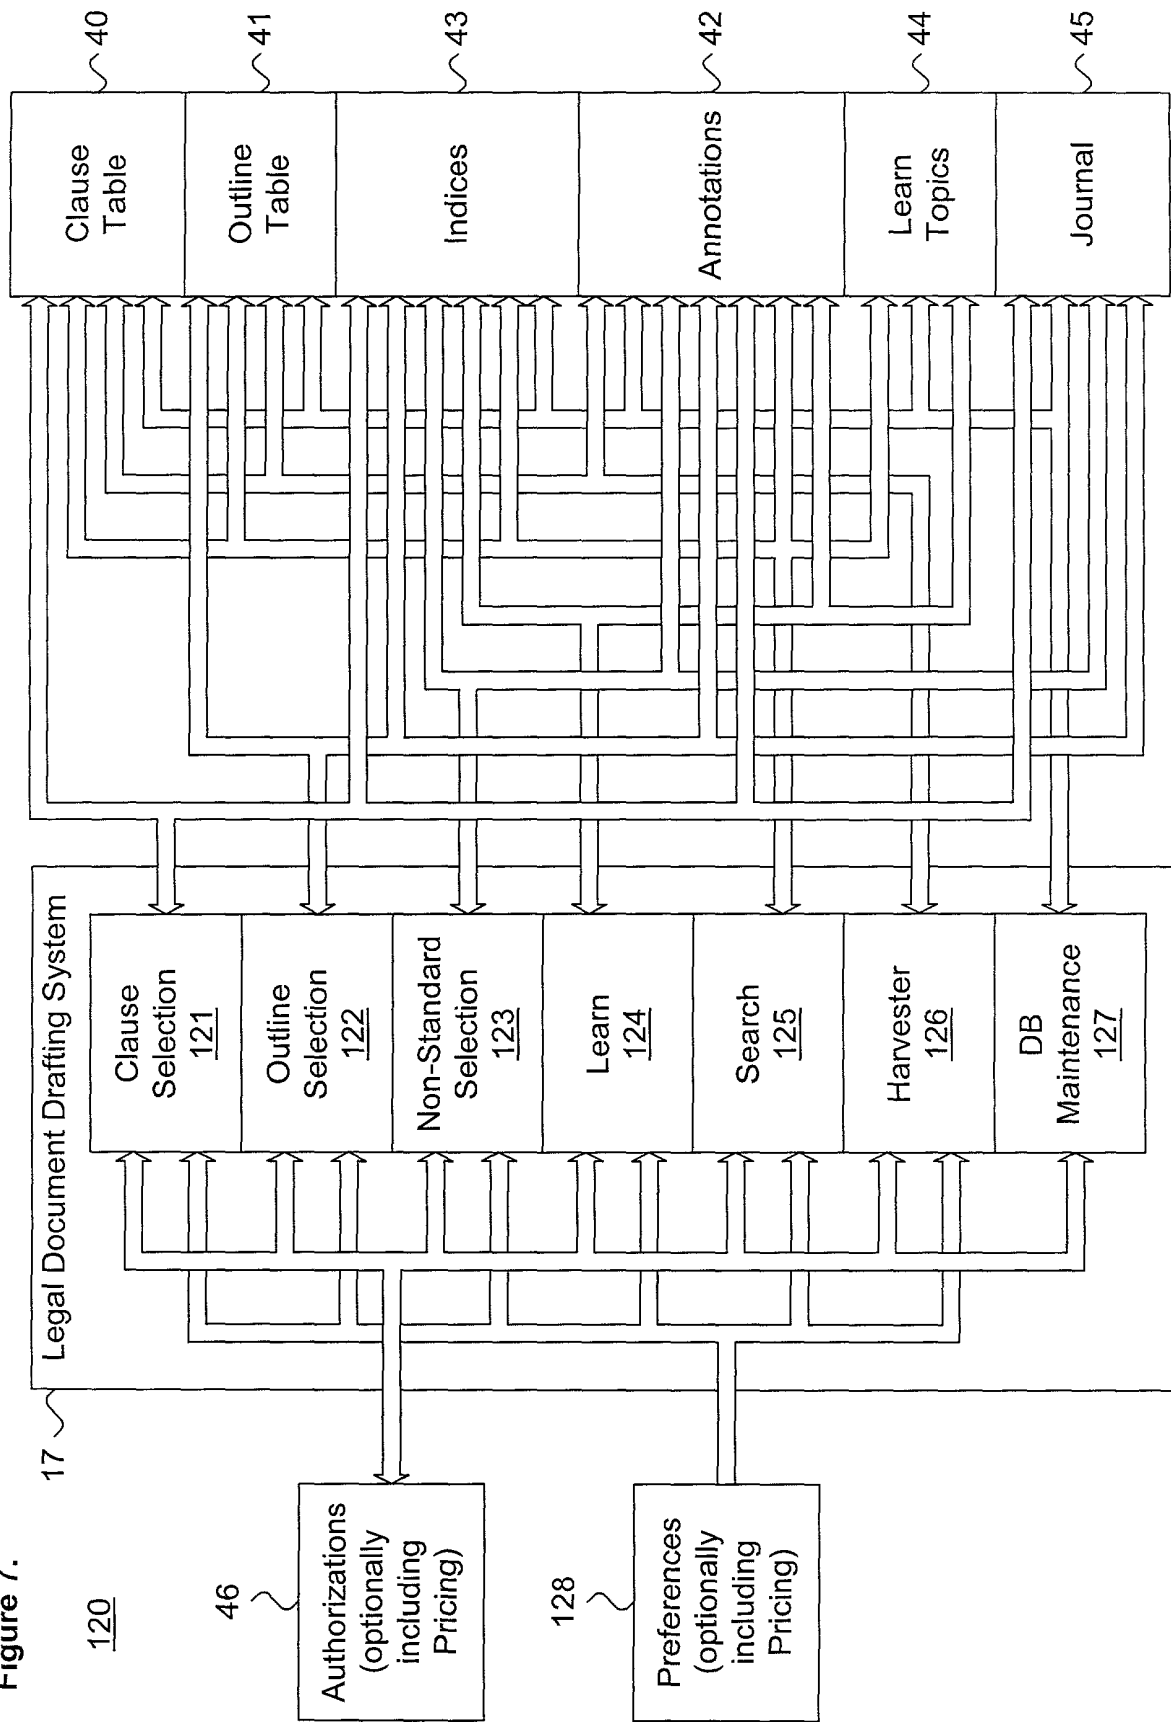 Figure 7.
120
17
Legal Document Drafting System
46
Authorizations
(optionally
including
Pricing)
128
Preferences
(optionally
including
Pricing)
Clause
Selection
121
Outline
Selection
122
Non-Standard
Selection
123
Learn
124
Search
125
Harvester
126
DB
Maintenance
127
Clause
Table
40
Outline
Table
41
Indices
43
Annotations
42
Learn
Topics
44
Journal
45